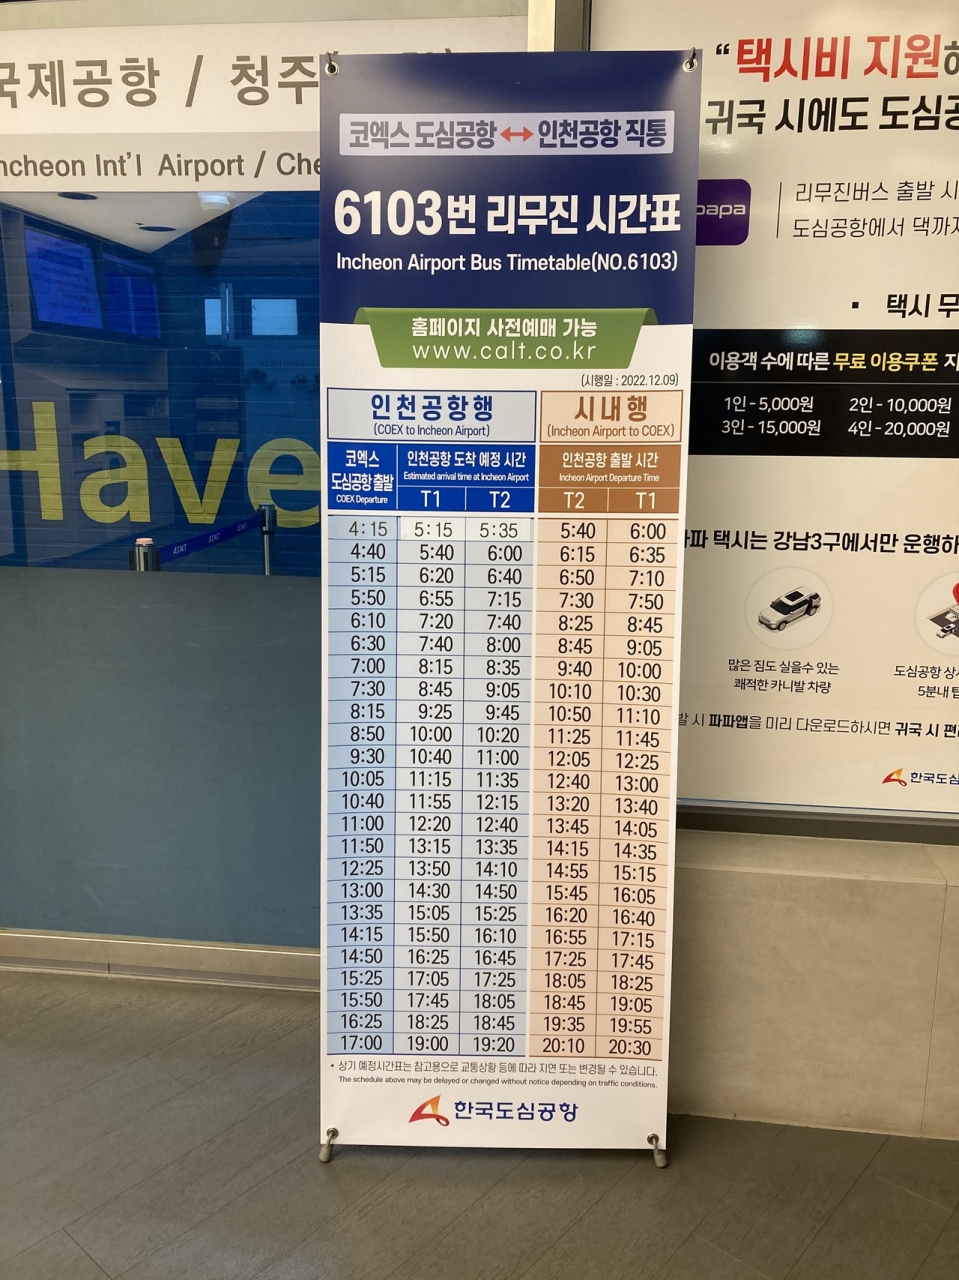 국제공항 / 청주
Incheon Int'l Airport / Che
Have
코엑스 도심공항 ↔ 인천공항 직통
6103번 리무진 시간표
Incheon Airport Bus Timetable(NO.6103)
홈페이지 사전예매 가능
www.calt.co.kr
(시행일 : 2022.12.09)
인천공항행 시내행
(COEX to Incheon Airport) (Incheon Airport to COEX)
코엑스 인천공항 도착 예정 시간 인천공항 출발 시간
도심공항 출발 Estimated arrival time at Incheon Airport Incheon Airport Departure Time
COEX Departure T1 T2 T2 T1
4:15 5:15 5:35 5:40 6:00
4:40 5:40 6:00 6:15 6:35
5:15 6:20 6:40 6:50 7:10
5:50 6:55 7:15 7:30 7:50
6:10 7:20 7:40 8:25 8:45
6:30 7:40 8:00 8:45 9:05
7:00 8:15 8:35 9:40 10:00
7:30 8:45 9:05 10:10 10:30
8:15 9:25 9:45 10:50 11:10
8:50 10:00 10:20 11:25 11:45
9:30 10:40 11:00 12:05 12:25
10:05 11:15 11:35 12:40 13:00
10:40 11:55 12:15 13:20 13:40
11:00 12:20 12:40 13:45 14:05
11:50 13:15 13:35 14:15 14:35
12:25 13:50 14:10 14:55 15:15
13:00 14:30 14:50 15:45 16:05
13:35 15:05 15:25 16:20 16:40
14:15 15:50 16:10 16:55 17:15
14:50 16:25 16:45 17:25 17:45
15:25 17:05 17:25 18:05 18:25
15:50 17:45 18:05 18:45 19:05
16:25 18:25 18:45 19:35 19:55
17:00 19:00 19:20 20:10 20:30
• 상기 예정시간표는 참고용으로 교통상황 등에 따라 지연 또는 변경될 수 있습니다.
The schedule above may be delayed or changed without notice depending on traffic conditions.
한국도심공항
“ 택시비 지원
귀국 시에도 도심공
papa
리무진버스 출발 시
도심공항에서 댁까지
▪ 택시 무
이용객 수에 따른 무료 이용쿠폰 지
1인 - 5,000원 2인 - 10,000원
3인 - 15,000원 4인 - 20,000원
파파 택시는 강남3구에서만 운행하
많은 짐도 실을수 있는
쾌적한 카니발 차량
도심공항 상
5분내 탑
발 시 파파앱을 미리 다운로드하시면 귀국 시 편
한국도심